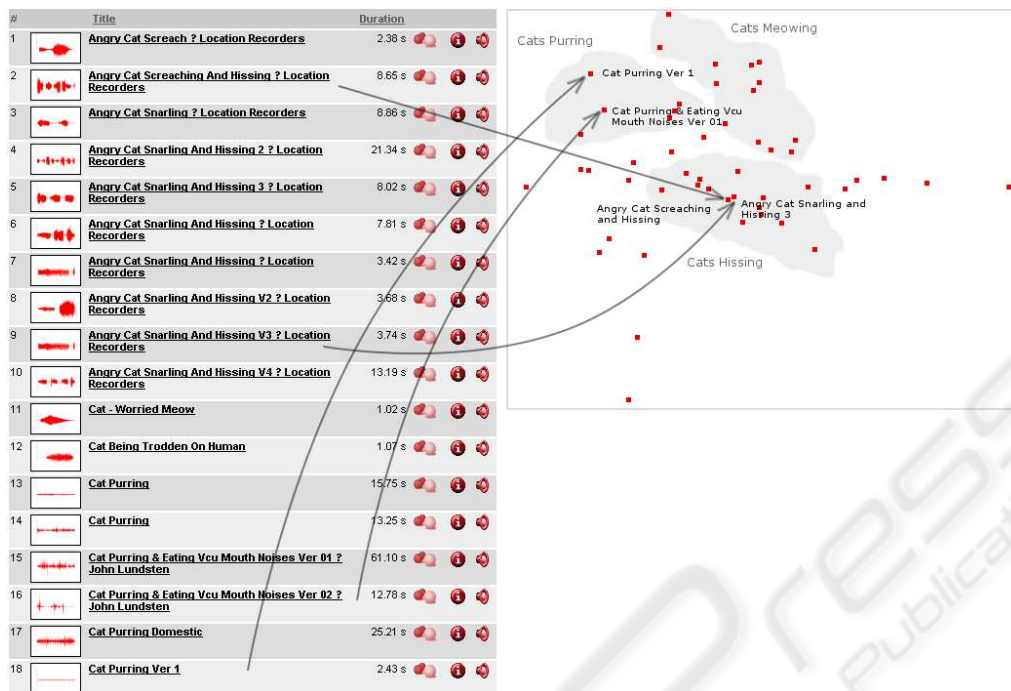 # Title Duration
1 Angry Cat Screach ? Location Recorders 2.38 s
2 Angry Cat Screaching And Hissing ? Location 8.65 s
Recorders
3 Angry Cat Snarling ? Location Recorders 8.86 s
4 Angry Cat Snarling And Hissing 2 ? Location 21.34 s
Recorders
5 Angry Cat Snarling And Hissing 3 ? Location 8.02 s
Recorders
6 Angry Cat Snarling And Hissing ? Location 7.81 s
Recorders
7 Angry Cat Snarling And Hissing ? Location 3.42 s
Recorders
8 Angry Cat Snarling And Hissing V2 ? Location 3.68 s
Recorders
9 Angry Cat Snarling And Hissing V3 ? Location 3.74 s
Recorders
10 Angry Cat Snarling And Hissing V4 ? Location 13.19 s
Recorders
11 Cat - Worried Meow 1.02 s
12 Cat Being Trodden On Human 1.07 s
13 Cat Purring 15.75 s
14 Cat Purring 13.25 s
15 Cat Purring & Eating Vcu Mouth Noises Ver 01 ? 61.10 s
John Lundsten
16 Cat Purring & Eating Vcu Mouth Noises Ver 02 ? 12.78 s
John Lundsten
17 Cat Purring Domestic 25.21 s
18 Cat Purring Ver 1 2.43 s
Cats Meowing
Cats Purring
Cat Purring Ver 1
Cat Purring & Eating Vcu
Mouth Noises Ver 01
Angry Cat Screaching
and Hissing
Angry Cat Snarling and
Hissing 3
Cats Hissing